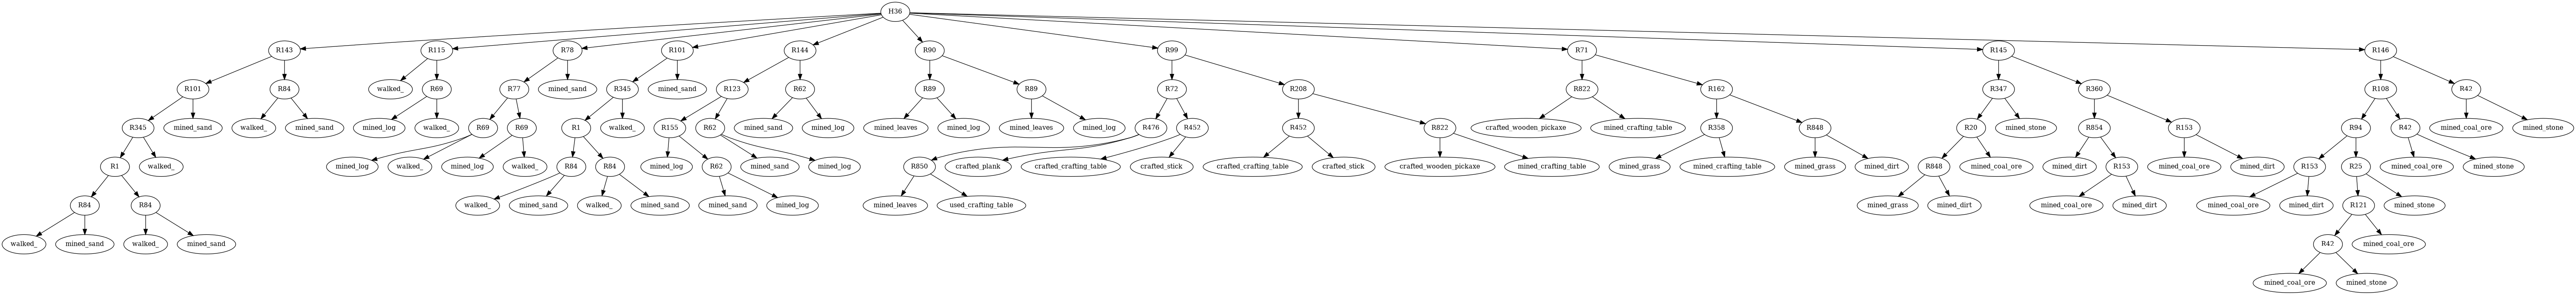 H36
R143 R115 R78 R101 R144 R90 R99 R71 R145 R146
R101 R84 walked_ R69 R77 mined_sand R345 mined_sand R123 R62 R89 R89 R72 R208 R822 R162 R347 R360 R108 R42
R345 mined_sand walked_ mined_sand mined_log walked_ R69 R69 R1 walked_ R155 R62 mined_sand mined_log mined_leaves mined_log mined_leaves mined_log R476 R452 R452 R822 crafted_wooden_pickaxe mined_crafting_table R358 R848 R20 mined_stone R854 R153 R94 R42 mined_coal_ore mined_stone
R1 walked_ mined_log walked_ mined_log walked_ R84 R84 mined_log R62 mined_sand mined_log R850 crafted_plank crafted_crafting_table crafted_stick crafted_crafting_table crafted_stick crafted_wooden_pickaxe mined_crafting_table mined_grass mined_crafting_table mined_grass mined_dirt R848 mined_coal_ore mined_dirt R153 mined_coal_ore mined_dirt R153 R25 mined_coal_ore mined_stone
R84 R84 walked_ mined_sand walked_ mined_sand mined_sand mined_log mined_leaves used_crafting_table mined_grass mined_dirt mined_coal_ore mined_dirt mined_coal_ore mined_dirt R121 mined_stone
walked_ mined_sand walked_ mined_sand R42 mined_coal_ore
mined_coal_ore mined_stone